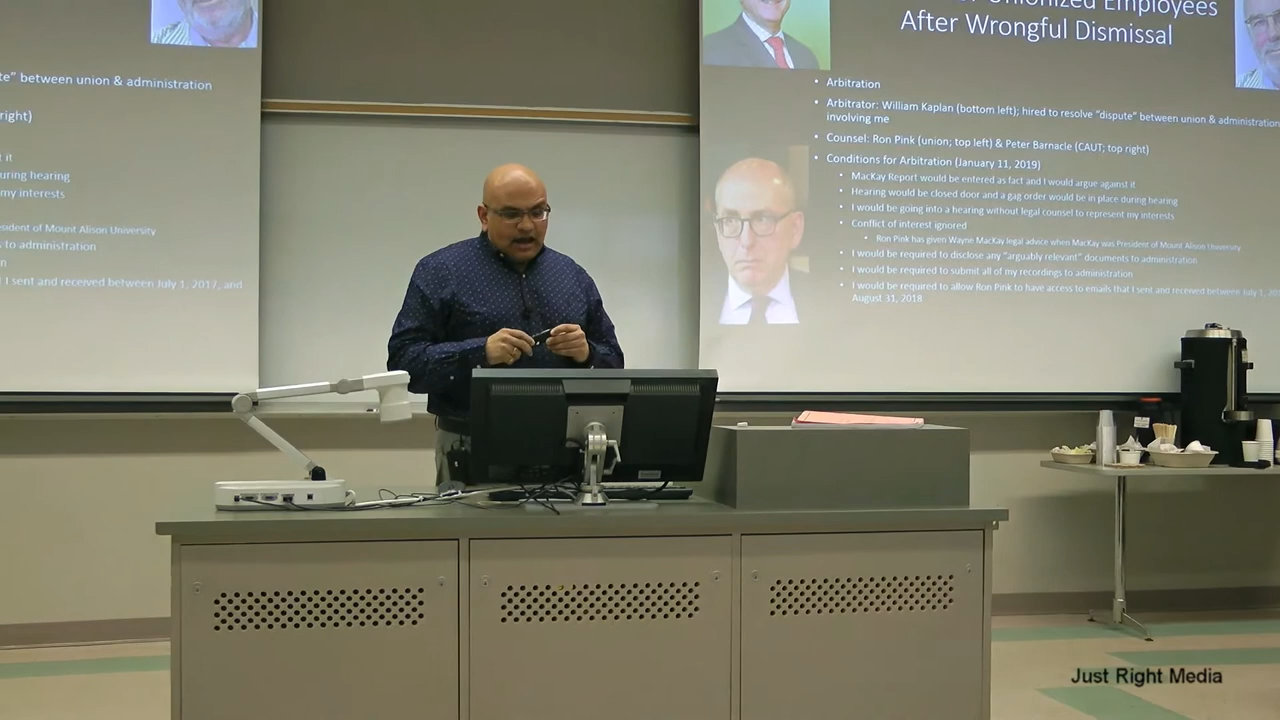 te" between union & administration
right)
t it
uring hearing
my interests
esident of Mount Alison University
s to administration
n
I sent and received between July 1, 2017, and
Unionized Employees
After Wrongful Dismissal
• Arbitration
• Arbitrator: William Kaplan (bottom left); hired to resolve "dispute" between union & administration
involving me
• Counsel: Ron Pink (union; top left) & Peter Barnacle (CAUT; top right)
• Conditions for Arbitration (January 11, 2019)
• MacKay Report would be entered as fact and I would argue against it
• Hearing would be closed door and a gag order would be in place during hearing
• I would be going into a hearing without legal counsel to represent my interests
• Conflict of interest ignored
• Ron Pink has given Wayne MacKay legal advice when MacKay was President of Mount Alison University
• I would be required to disclose any "arguably relevant" documents to administration
• I would be required to submit all of my recordings to administration
• I would be required to allow Ron Pink to have access to emails that I sent and received between July 1, 20
August 31, 2018
Just Right Media